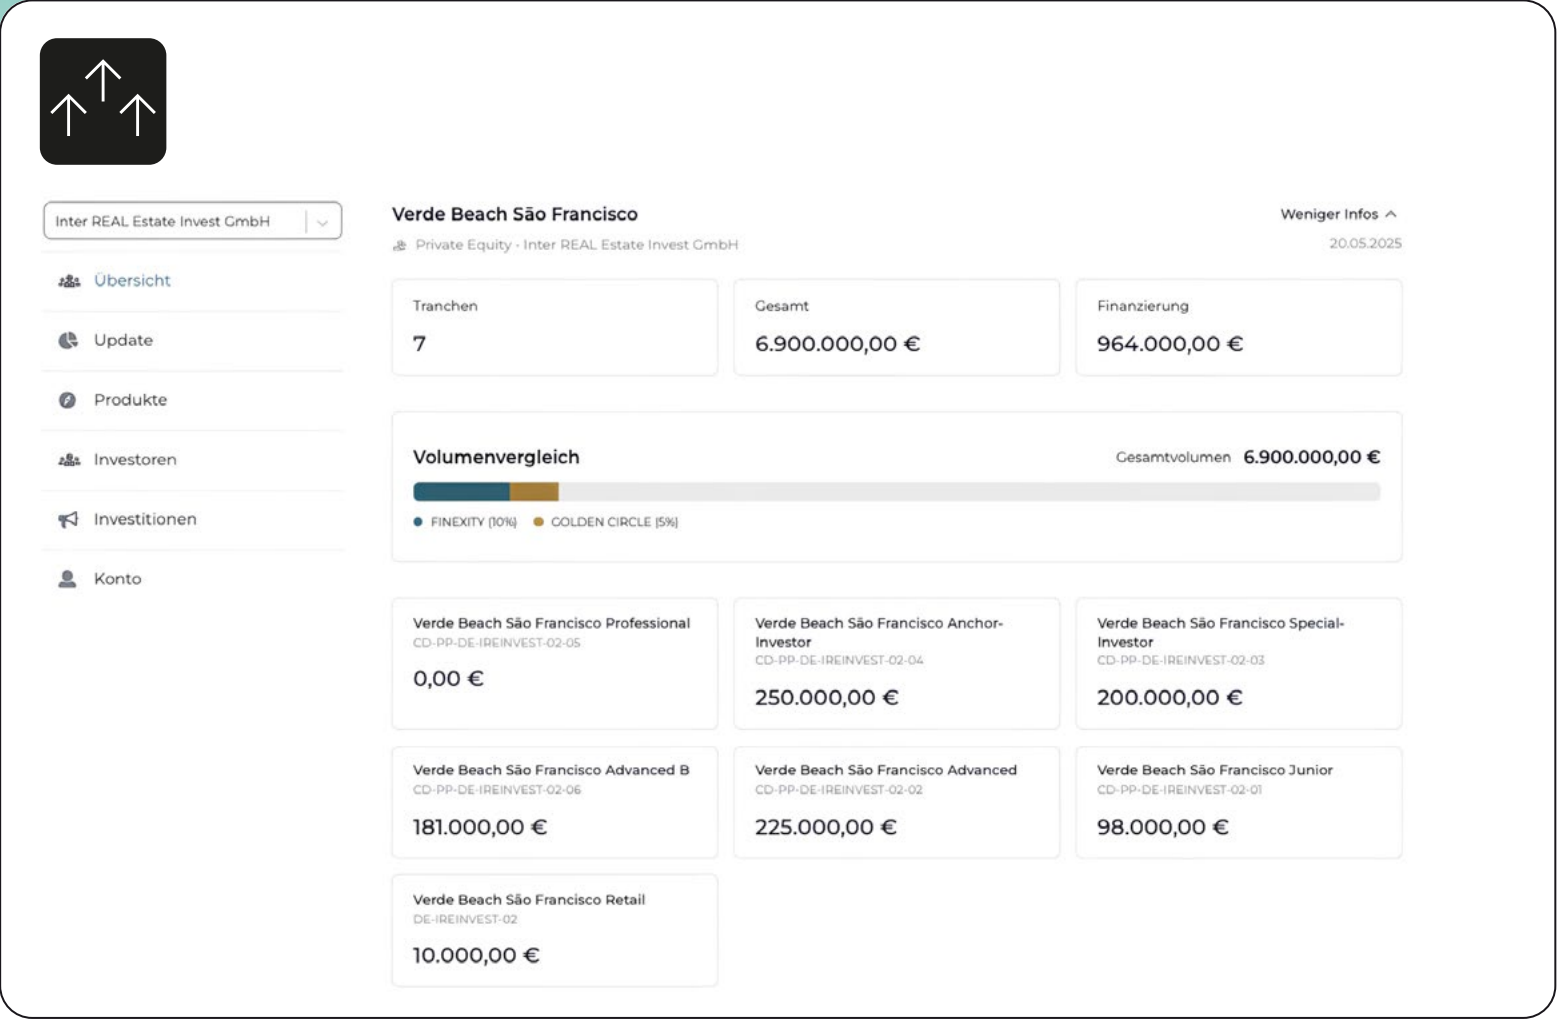 Inter REAL Estate Invest GmbH
Übersicht
Update
Produkte
Investoren
Investitionen
Konto
Verde Beach São Francisco
Weniger Infos
Private Equity - Inter REAL Estate Invest GmbH
20.05.2025
Tranchen
7
Gesamt
6.900.000,00 €
Finanzierung
964.000,00 €
Volumenvergleich
Gesamtvolumen 6.900.000,00 €
FINEXITY (10%)
GOLDEN CIRCLE (5%)
Verde Beach São Francisco Professional
CD-PP-DE-IREINVEST-02-05
0,00 €
Verde Beach São Francisco Anchor-
Investor
CD-PP-DE-IREINVEST-02-04
250.000,00 €
Verde Beach São Francisco Special-
Investor
CD-PP-DE-IREINVEST-02-03
200.000,00 €
Verde Beach São Francisco Advanced B
CD-PP-DE-IREINVEST-02-06
181.000,00 €
Verde Beach São Francisco Advanced
CD-PP-DE-IREINVEST-02-02
225.000,00 €
Verde Beach São Francisco Junior
CD-PP-DE-IREINVEST-02-01
98.000,00 €
Verde Beach São Francisco Retail
DE-IREINVEST-02
10.000,00 €